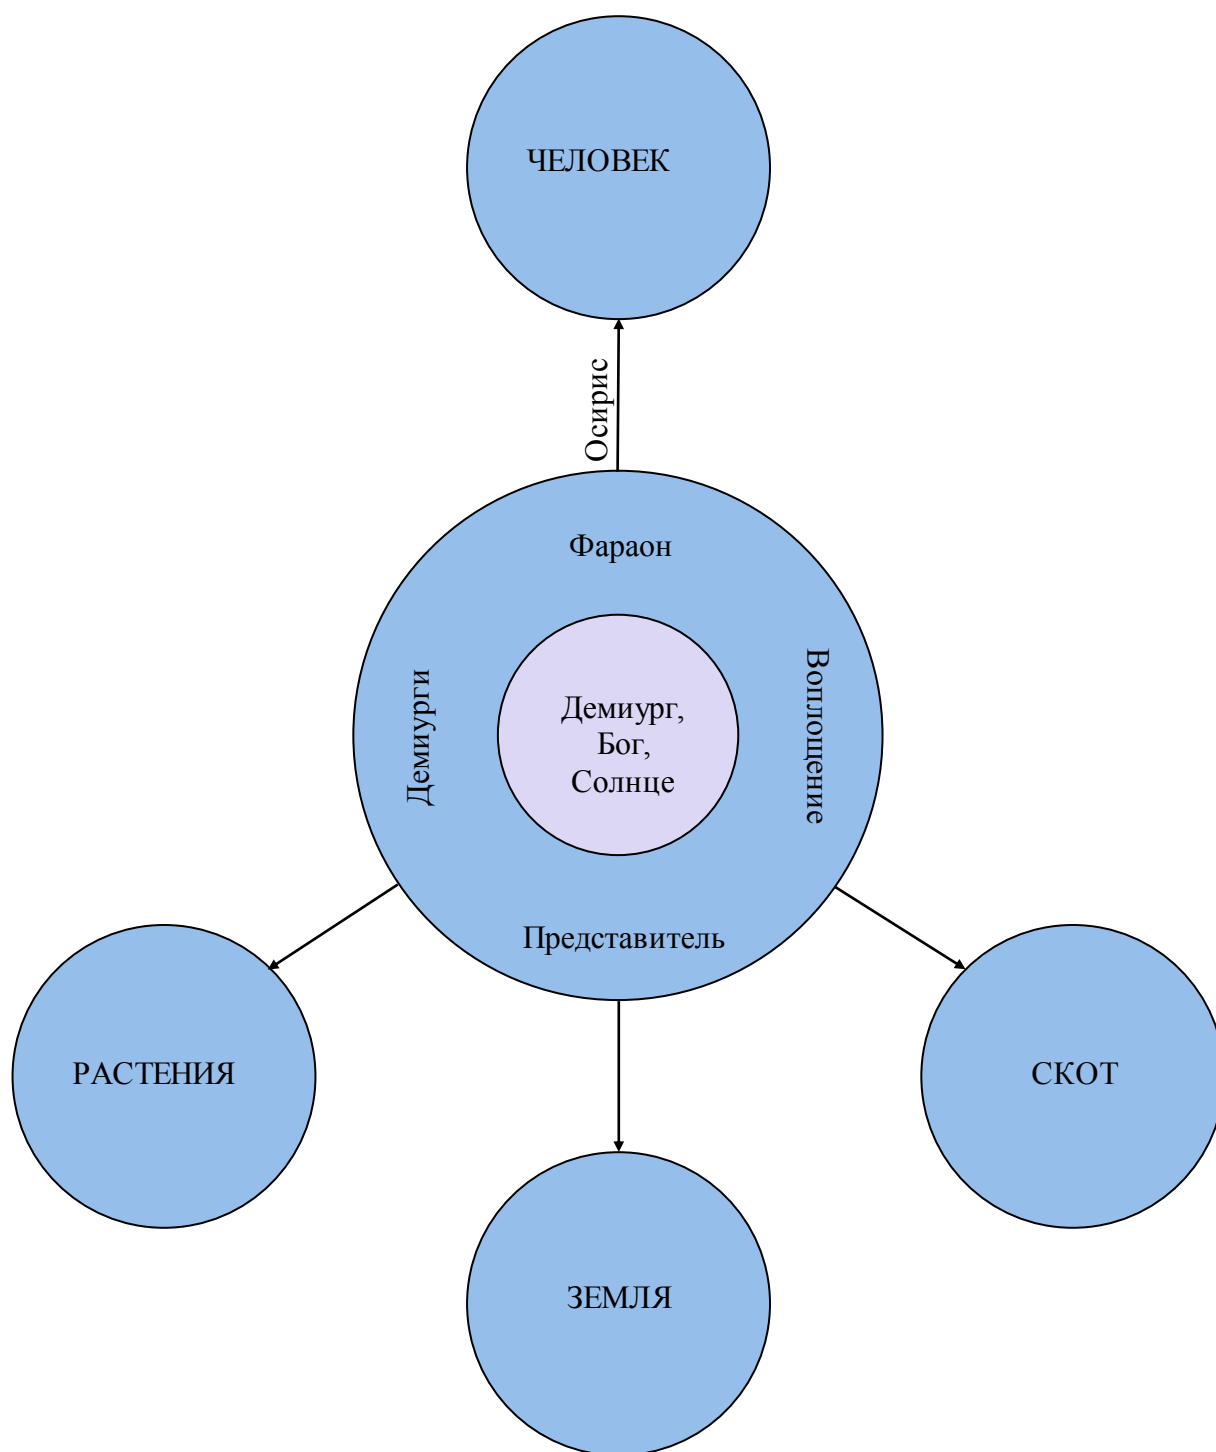 ЧЕЛОВЕК
Осирис
Фараон
Демиурги
Демиург,
Бог,
Солнце
Воплощение
Представитель
РАСТЕНИЯ
СКОТ
ЗЕМЛЯ